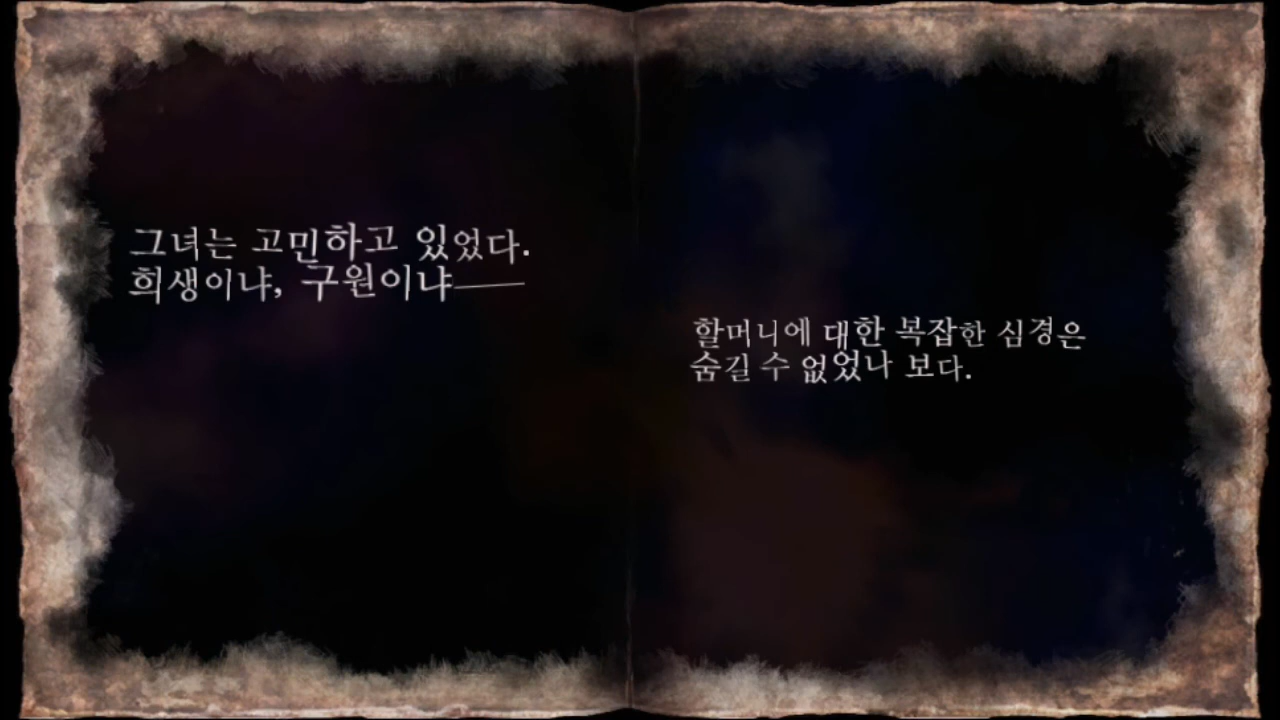 그녀는 고민하고 있었다.
희생이냐, 구원이냐――
할머니에 대한 복잡한 심경은
숨길 수 없었나 보다.